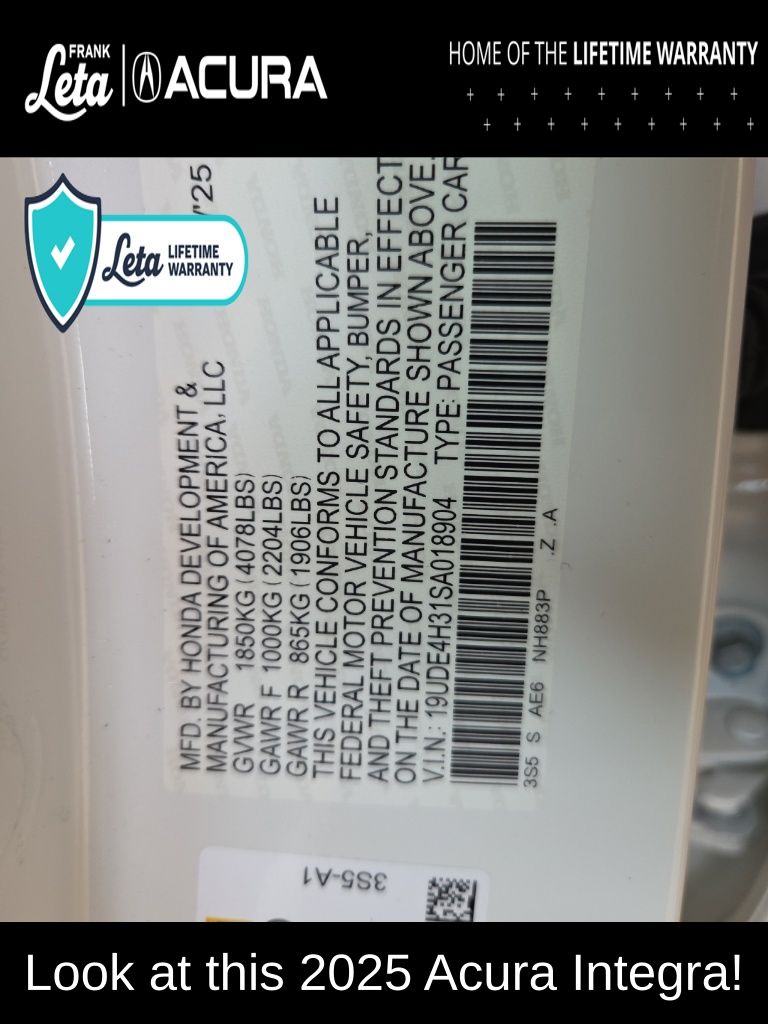 FRANK
Leta
ACURA
HOME OF THE LIFETIME WARRANTY
Leta LIFETIME
WARRANTY
MFD. BY HONDA DEVELOPMENT & /'25
MANUFACTURING OF AMERICA, LLC
GVWR 1850KG (4078LBS)
GAWR F 1000KG (2204LBS)
GAWR R 865KG (1906LBS)
THIS VEHICLE CONFORMS TO ALL APPLICABLE
FEDERAL MOTOR VEHICLE SAFETY, BUMPER,
AND THEFT PREVENTION STANDARDS IN EFFECT
ON THE DATE OF MANUFACTURE SHOWN ABOVE.
V.I.N.: 19UDE4H31SA018904 TYPE: PASSENGER CAR
3S5 S AE6 NH883P .Z .A
3S5-A1
Look at this 2025 Acura Integra!